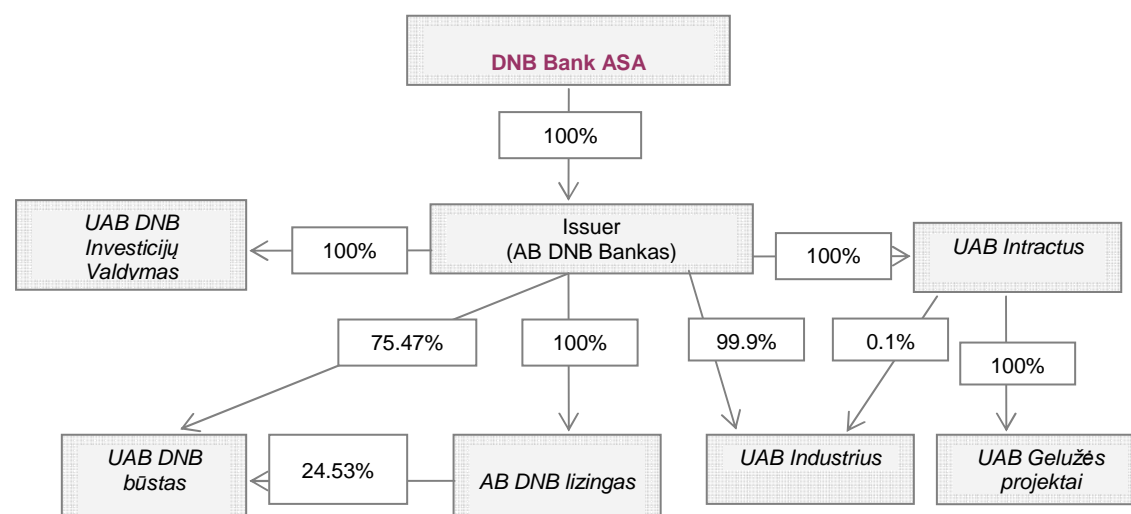 DNB Bank ASA
100%
UAB DNB
Investicijų
Valdymas
100%
Issuer
(AB DNB Bankas)
100%
UAB Intractus
75.47%
100%
99.9%
0.1%
100%
UAB DNB
būstas
24.53%
AB DNB lizingas
UAB Industrius
UAB Gelužės
projektai